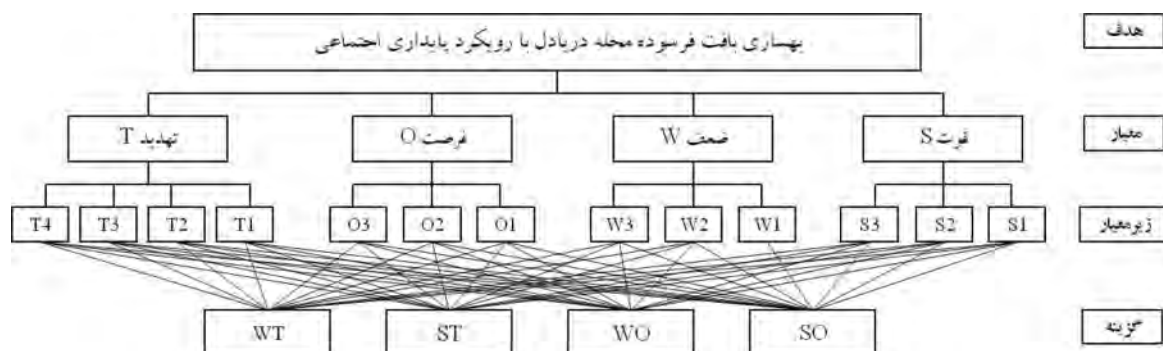 هدف
بهسازی بافت فرسوده محله دریادل با رویکرد پایداری اجتماعی
معیار
قوت S
ضعف W
فرصت O
تهدید T
زیرمعیار
S1
S2
S3
W1
W2
W3
O1
O2
O3
T1
T2
T3
T4
گزینه
SO
WO
ST
WT